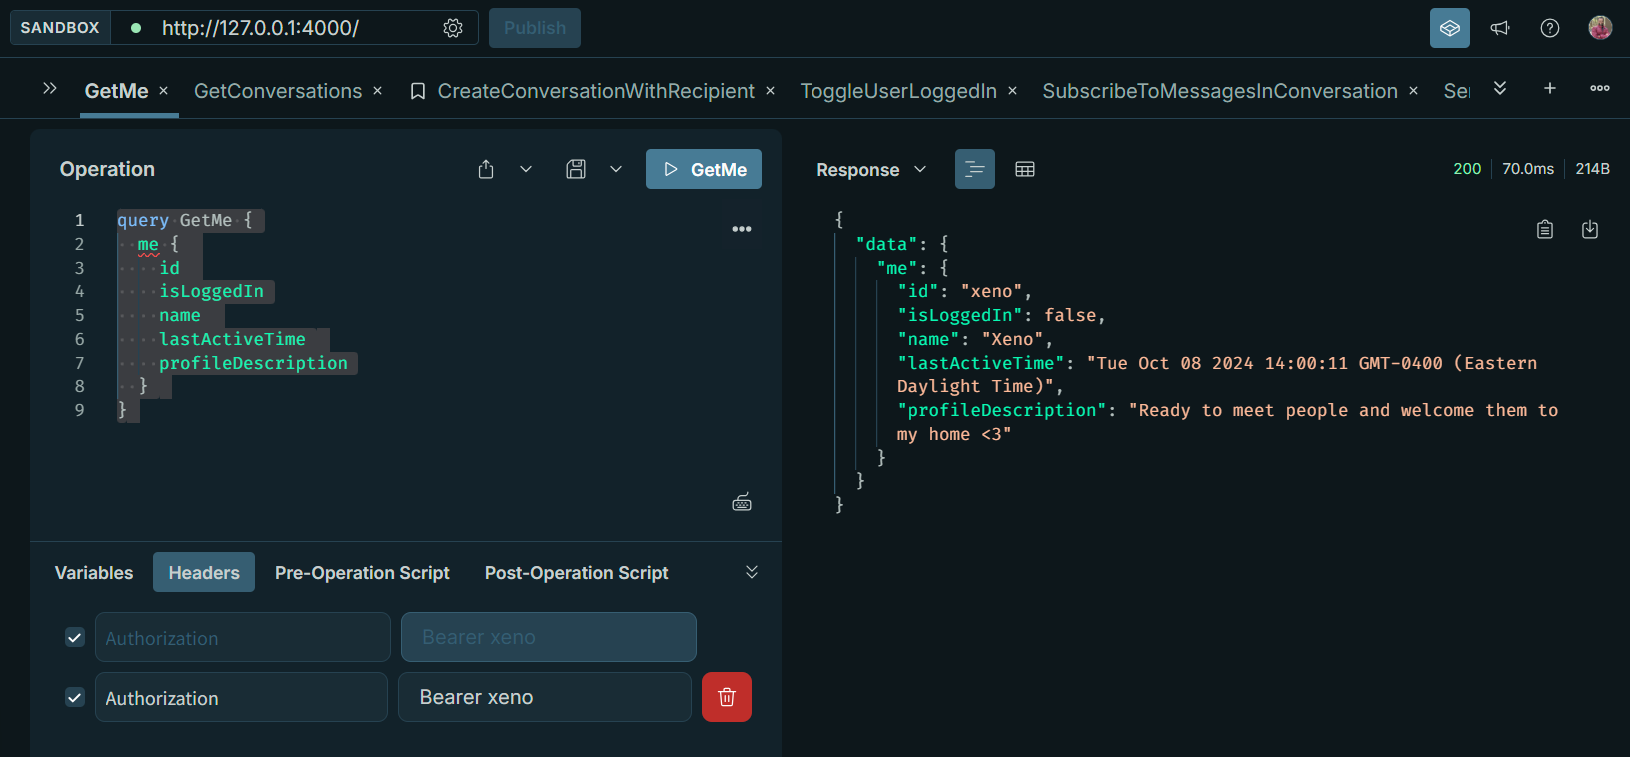 SANDBOX http://127.0.0.1:4000/ Publish
GetMe GetConversations CreateConversationWithRecipient ToggleUserLoggedIn SubscribeToMessagesInConversation Se
Operation GetMe
1 query GetMe {
2 me {
3 id
4 isLoggedIn
5 name
6 lastActiveTime
7 profileDescription
8 }
9 }
Variables Headers Pre-Operation Script Post-Operation Script
Authorization Bearer xeno
Authorization Bearer xeno
Response 200 70.0ms 214B
{
"data": {
"me": {
"id": "xeno",
"isLoggedIn": false,
"name": "Xeno",
"lastActiveTime": "Tue Oct 08 2024 14:00:11 GMT-0400 (Eastern
Daylight Time)",
"profileDescription": "Ready to meet people and welcome them to
my home <3"
}
}
}